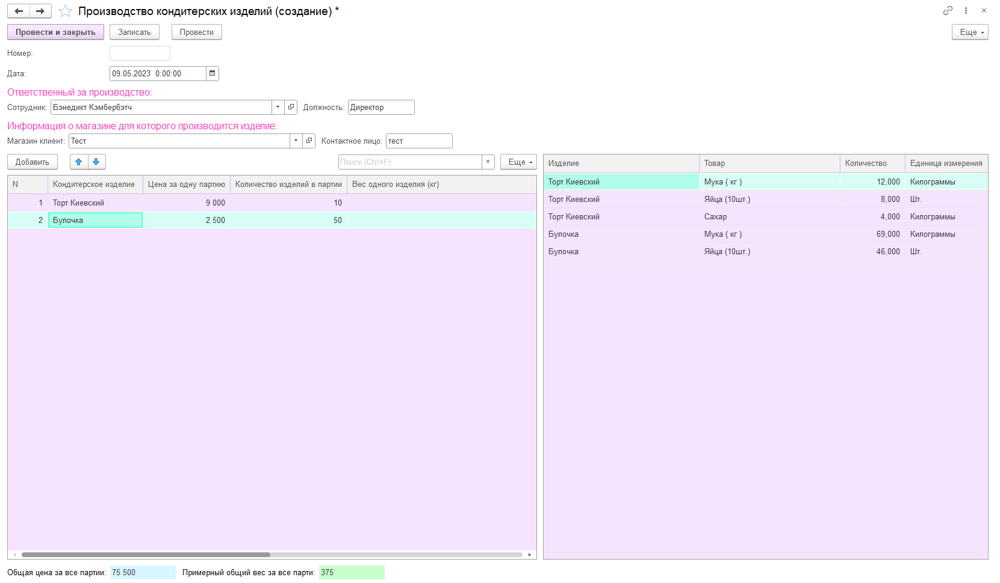 Производство кондитерских изделий (создание) *
Провести и закрыть Записать Провести Еще
Номер:
Дата: 09.05.2023 0:00:00
Ответственный за производство:
Сотрудник: Бэнедикт Кэмбербэтч Должность: Директор
Информация о магазине для которого производится изделие:
Магазин клиент: Тест Контактное лицо: тест
Добавить Поиск (Ctrl+F) × Еще
N Кондитерское изделие Цена за одну партию Количество изделий в партии Вес одного изделия (кг)
1 Торт Киевский 9 000 10
2 Булочка 2 500 50
Изделие Товар Количество Единица измерения
Торт Киевский Мука ( кг ) 12,000 Килограммы
Торт Киевский Яйца (10шт.) 8,000 Шт.
Торт Киевский Сахар 4,000 Килограммы
Булочка Мука ( кг ) 69,000 Килограммы
Булочка Яйца (10шт.) 46,000 Шт.
Общая цена за все партии: 75 500 Примерный общий вес за все парти: 375